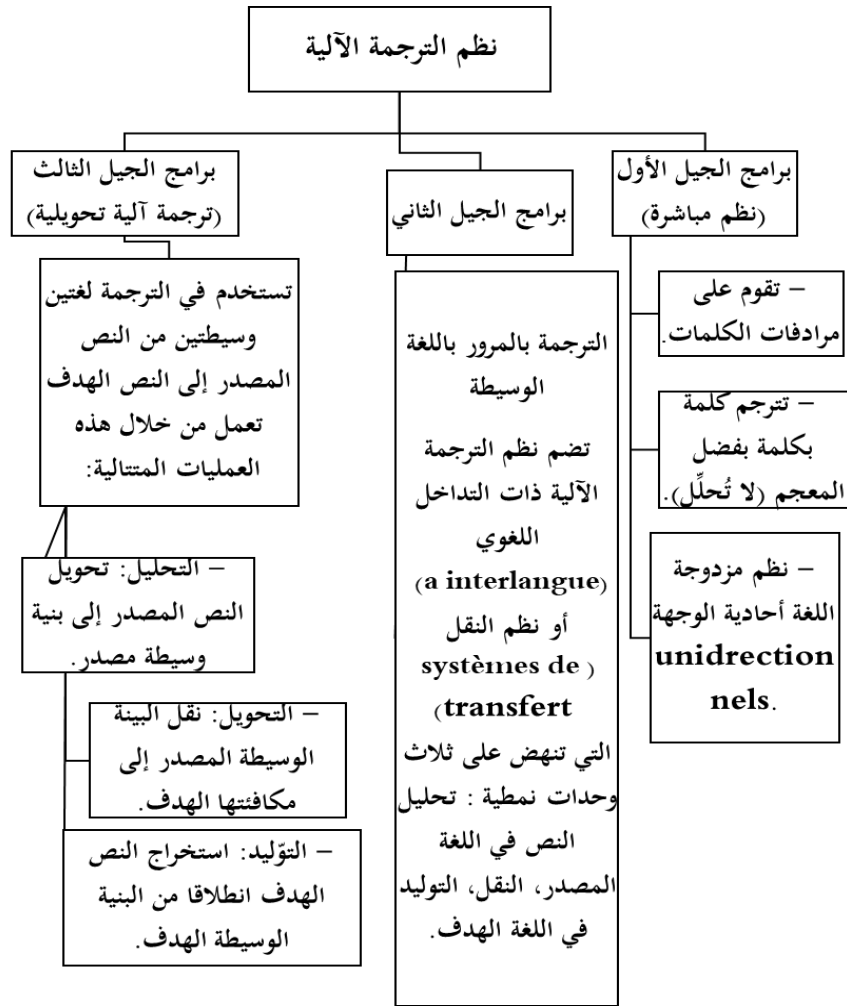 نظم الترجمة الآلية
برامج الجيل الأول
(نظم مباشرة)
– تقوم على
مرادفات الكلمات.
– تترجم كلمة
بكلمة بفضل
المعجم (لا تُحلِّل).
– نظم مزدوجة
اللغة أحادية الوجهة
unidrection
nels.
برامج الجيل الثاني
الترجمة بالمرور باللغة
الوسيطة
تضم نظم الترجمة
الآلية ذات التداخل
اللغوي
(a interlangue)
أو نظم النقل
systèmes de )
(transfert
التي تنهض على ثلاث
وحدات نمطية : تحليل
النص في اللغة
المصدر، النقل، التوليد
في اللغة الهدف.
برامج الجيل الثالث
(ترجمة آلية تحويلية)
تستخدم في الترجمة لغتين
وسيطتين من النص
المصدر إلى النص الهدف
تعمل من خلال هذه
العمليات المتتالية:
– التحليل: تحويل
النص المصدر إلى بنية
وسيطة مصدر.
– التحويل: نقل البينة
الوسيطة المصدر إلى
مكافئتها الهدف.
– التوّليد: استخراج النص
الهدف انطلاقا من البنية
الوسيطة الهدف.